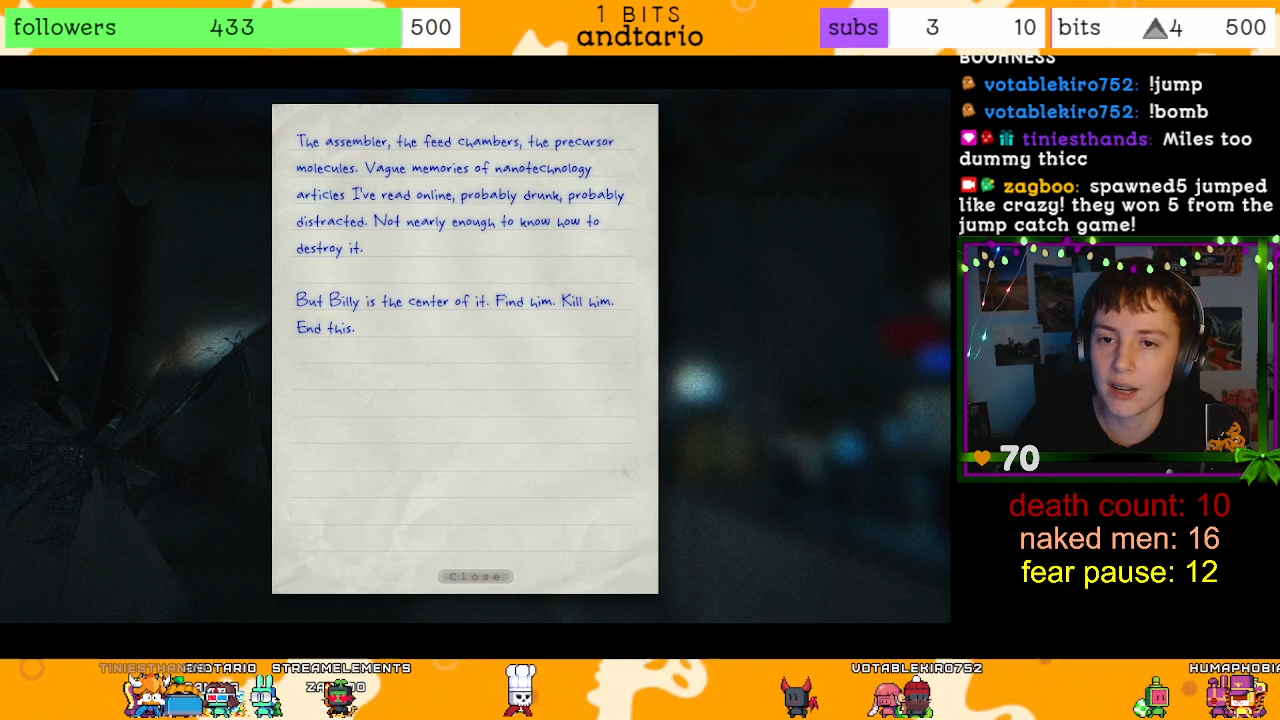 followers 433 500
1 BITS
andtario
subs 3 10
bits 4 500
BOOHNESS
votablekiro752: !jump
votablekiro752: !bomb
tiniesthands: Miles too
dummy thicc
zagboo: spawned5 jumped
like crazy! they won 5 from the
jump catch game!
The assembler, the feed chambers, the precursor
molecules. Vague memories of nanotechnology
articles I've read online, probably drunk, probably
distracted. Not nearly enough to know how to
destroy it.
But Billy is the center of it. Find him. Kill him.
End this.
Close
70
death count: 10
naked men: 16
fear pause: 12
STREAMELEMENTS
VOTABLEKIRO752
HUMAPHOBIA